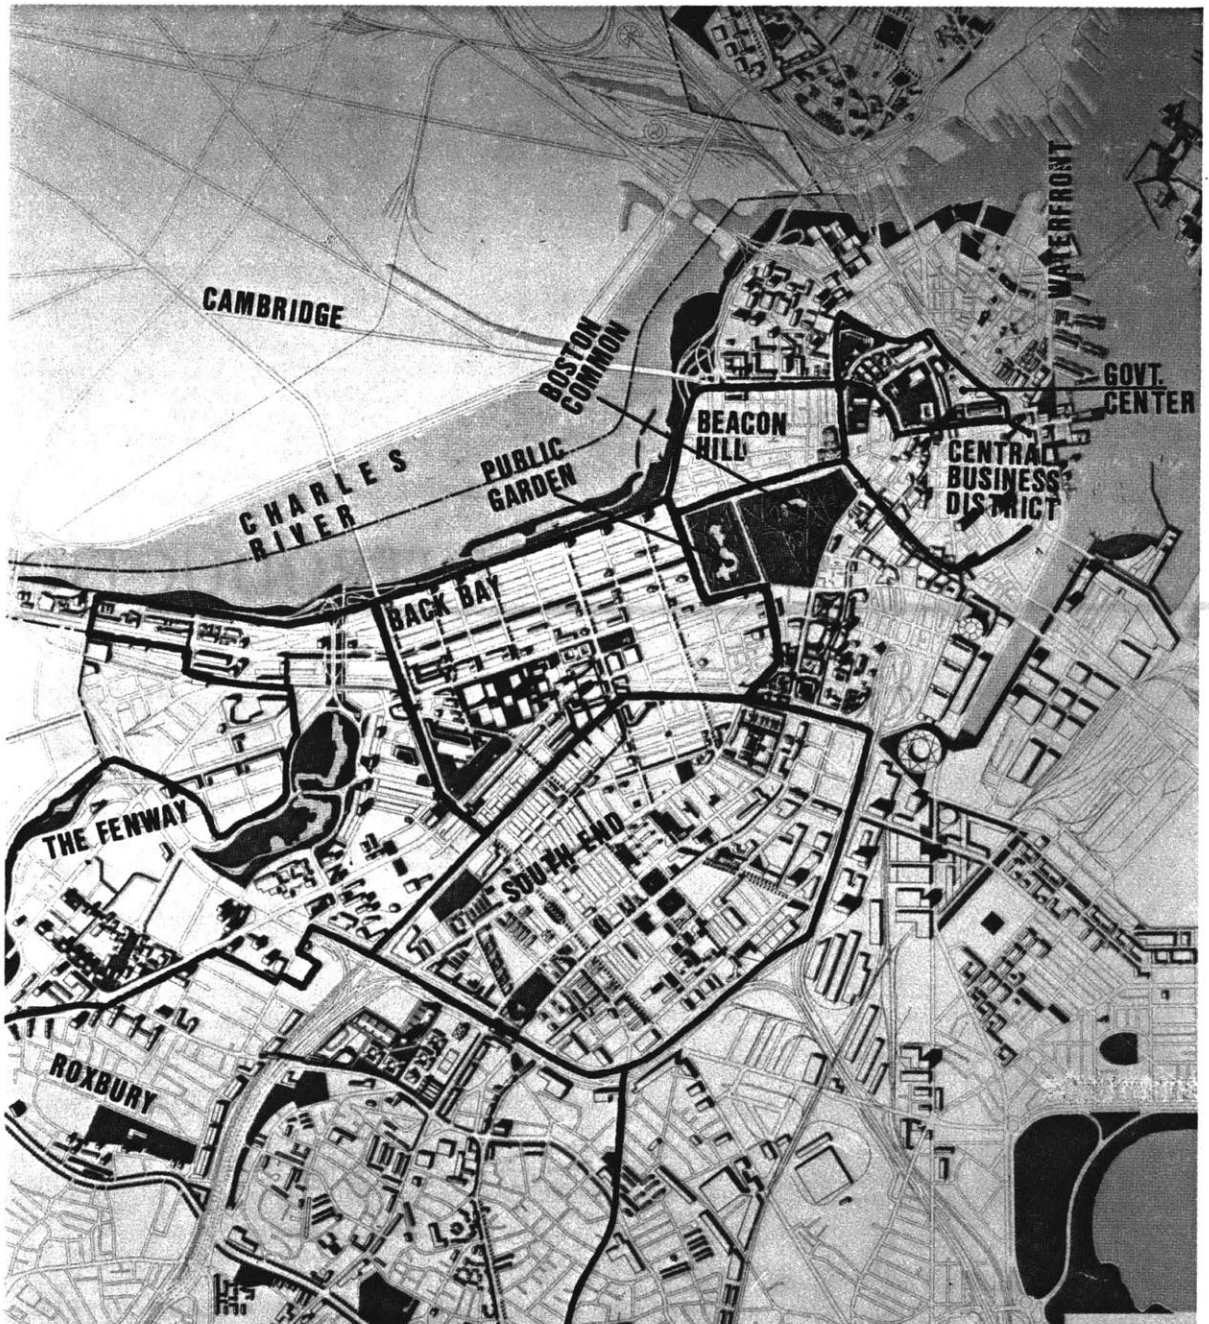 WATERFRONT
CAMBRIDGE
BOSTON
COMMON
GOVT.
CENTER
BEACON
HILL
CENTRAL
BUSINESS
DISTRICT
PUBLIC
GARDEN
CHARLES
RIVER
BACK BAY
THE FENWAY
SOUTH END
ROXBURY